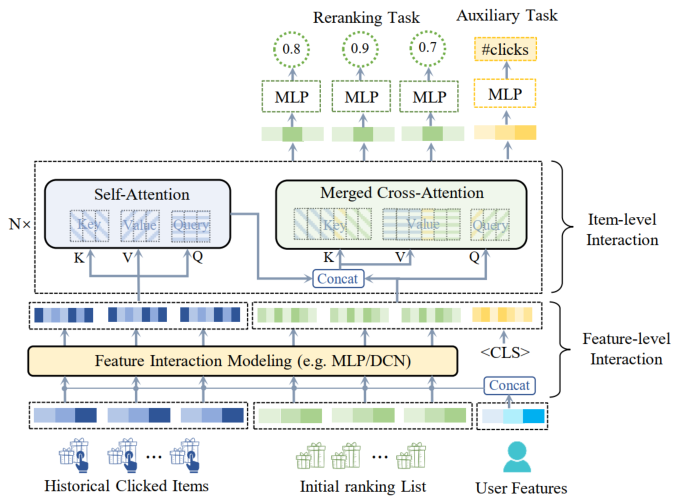 Reranking Task
Auxiliary Task
0.8
0.9
0.7
#clicks
MLP
MLP
MLP
MLP
Self-Attention
Merged Cross-Attention
N×
Key
Value
Query
Key
Value
Query
K
V
Q
K
V
Q
Concat
Item-level
Interaction
<CLS>
Feature Interaction Modeling (e.g. MLP/DCN)
Feature-level
Interaction
Concat
...
...
Historical Clicked Items
Initial ranking List
User Features